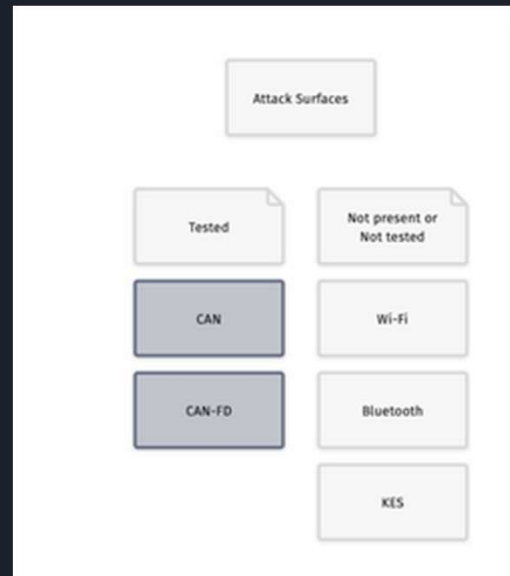 Attack Surfaces
Tested
Not present or
Not tested
CAN
Wi-Fi
CAN-FD
Bluetooth
KES